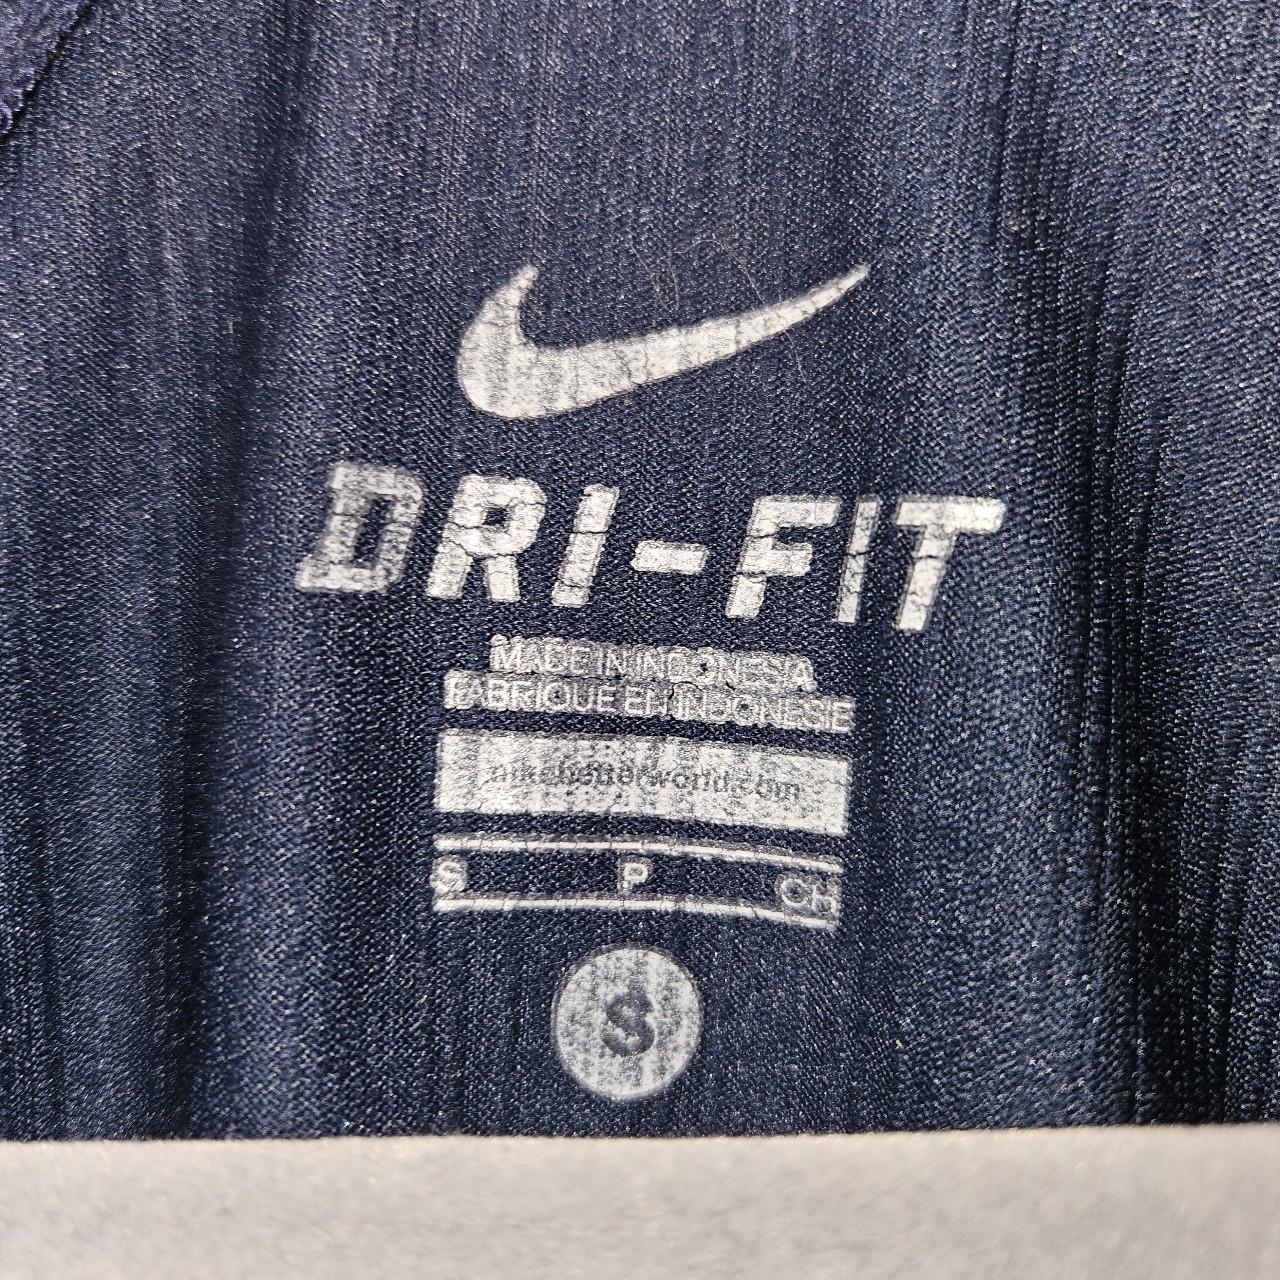 DRI-FIT
MADE IN INDONESIA
FABRIQUE EN INDONESIE
nikebetterworld.com
S P CH
S